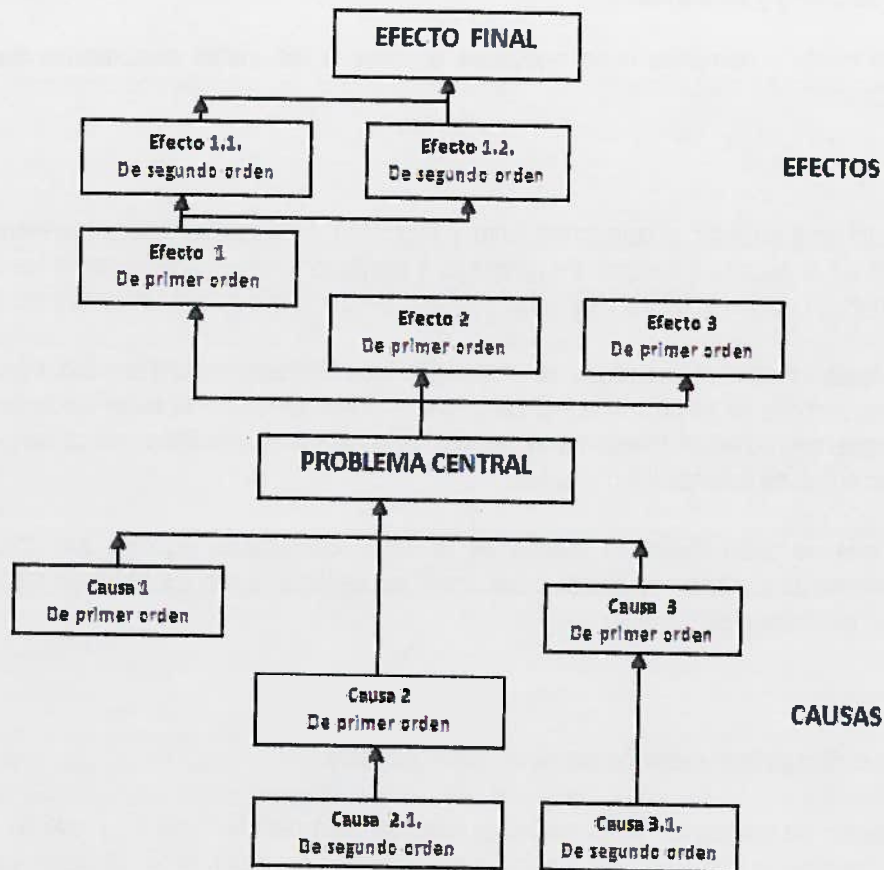 EFECTO FINAL
Efecto 1.1.
De segundo orden
Efecto 1.2.
De segundo orden
EFECTOS
Efecto 1
De primer orden
Efecto 2
De primer orden
Efecto 3
De primer orden
PROBLEMA CENTRAL
Causa 1
De primer orden
Causa 3
De primer orden
Causa 2
De primer orden
CAUSAS
Causa 2.1.
De segundo orden
Causa 3.1.
De segundo orden